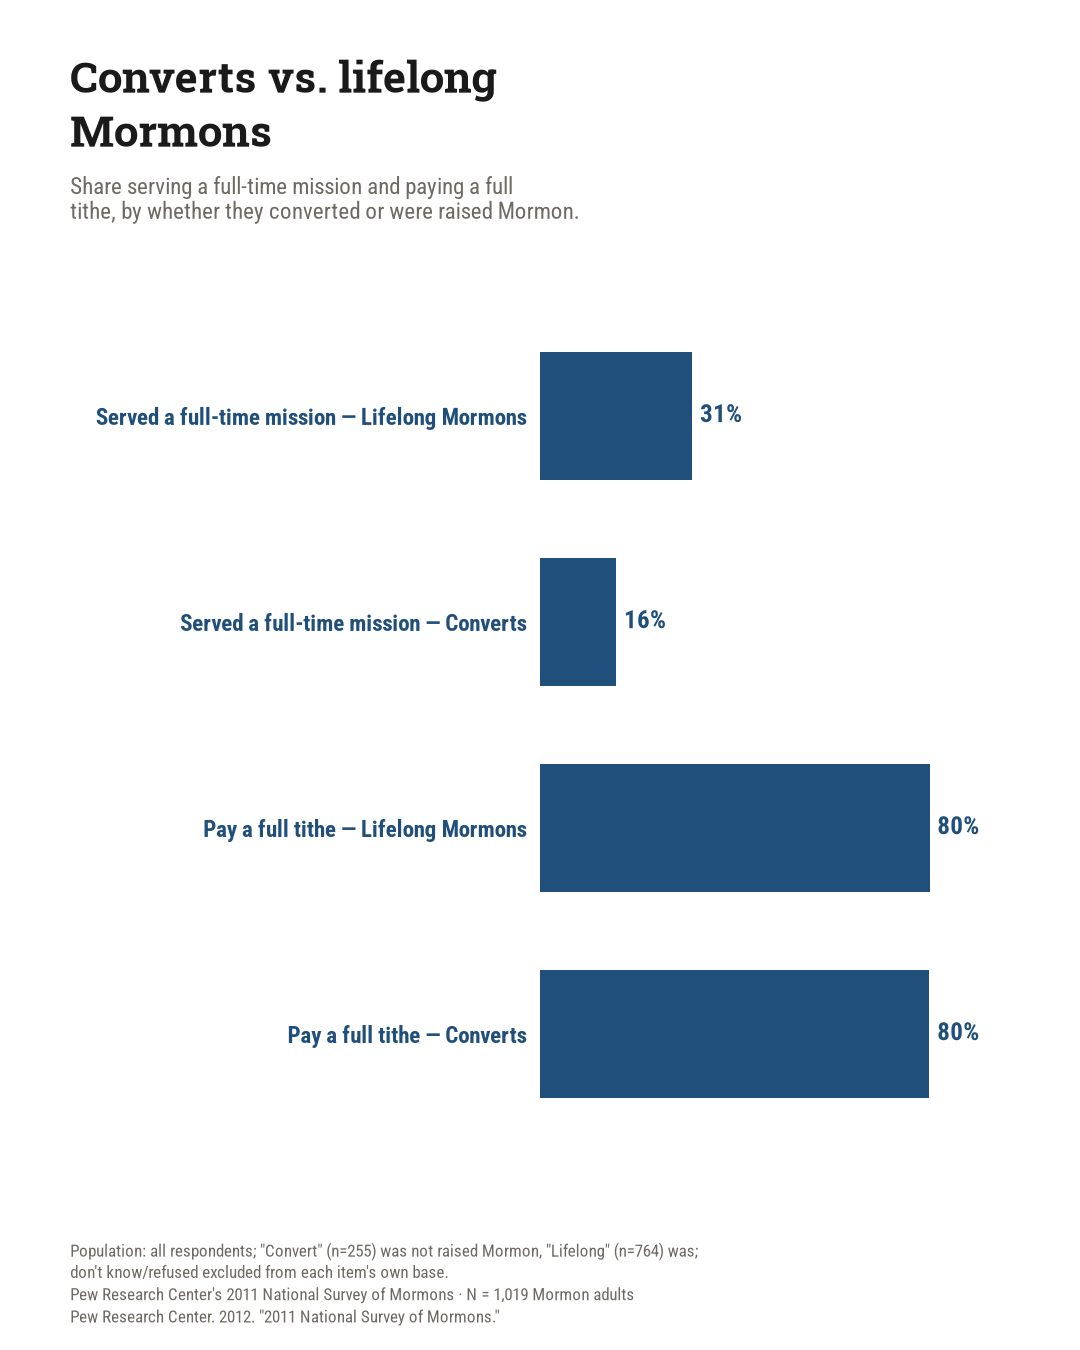 Converts vs. lifelong
Mormons
Share serving a full-time mission and paying a full
tithe, by whether they converted or were raised Mormon.
Served a full-time mission — Lifelong Mormons
31%
Served a full-time mission — Converts
16%
Pay a full tithe — Lifelong Mormons
80%
Pay a full tithe — Converts
80%
Population: all respondents; "Convert" (n=255) was not raised Mormon, "Lifelong" (n=764) was;
don't know/refused excluded from each item's own base.
Pew Research Center's 2011 National Survey of Mormons · N = 1,019 Mormon adults
Pew Research Center. 2012. "2011 National Survey of Mormons."